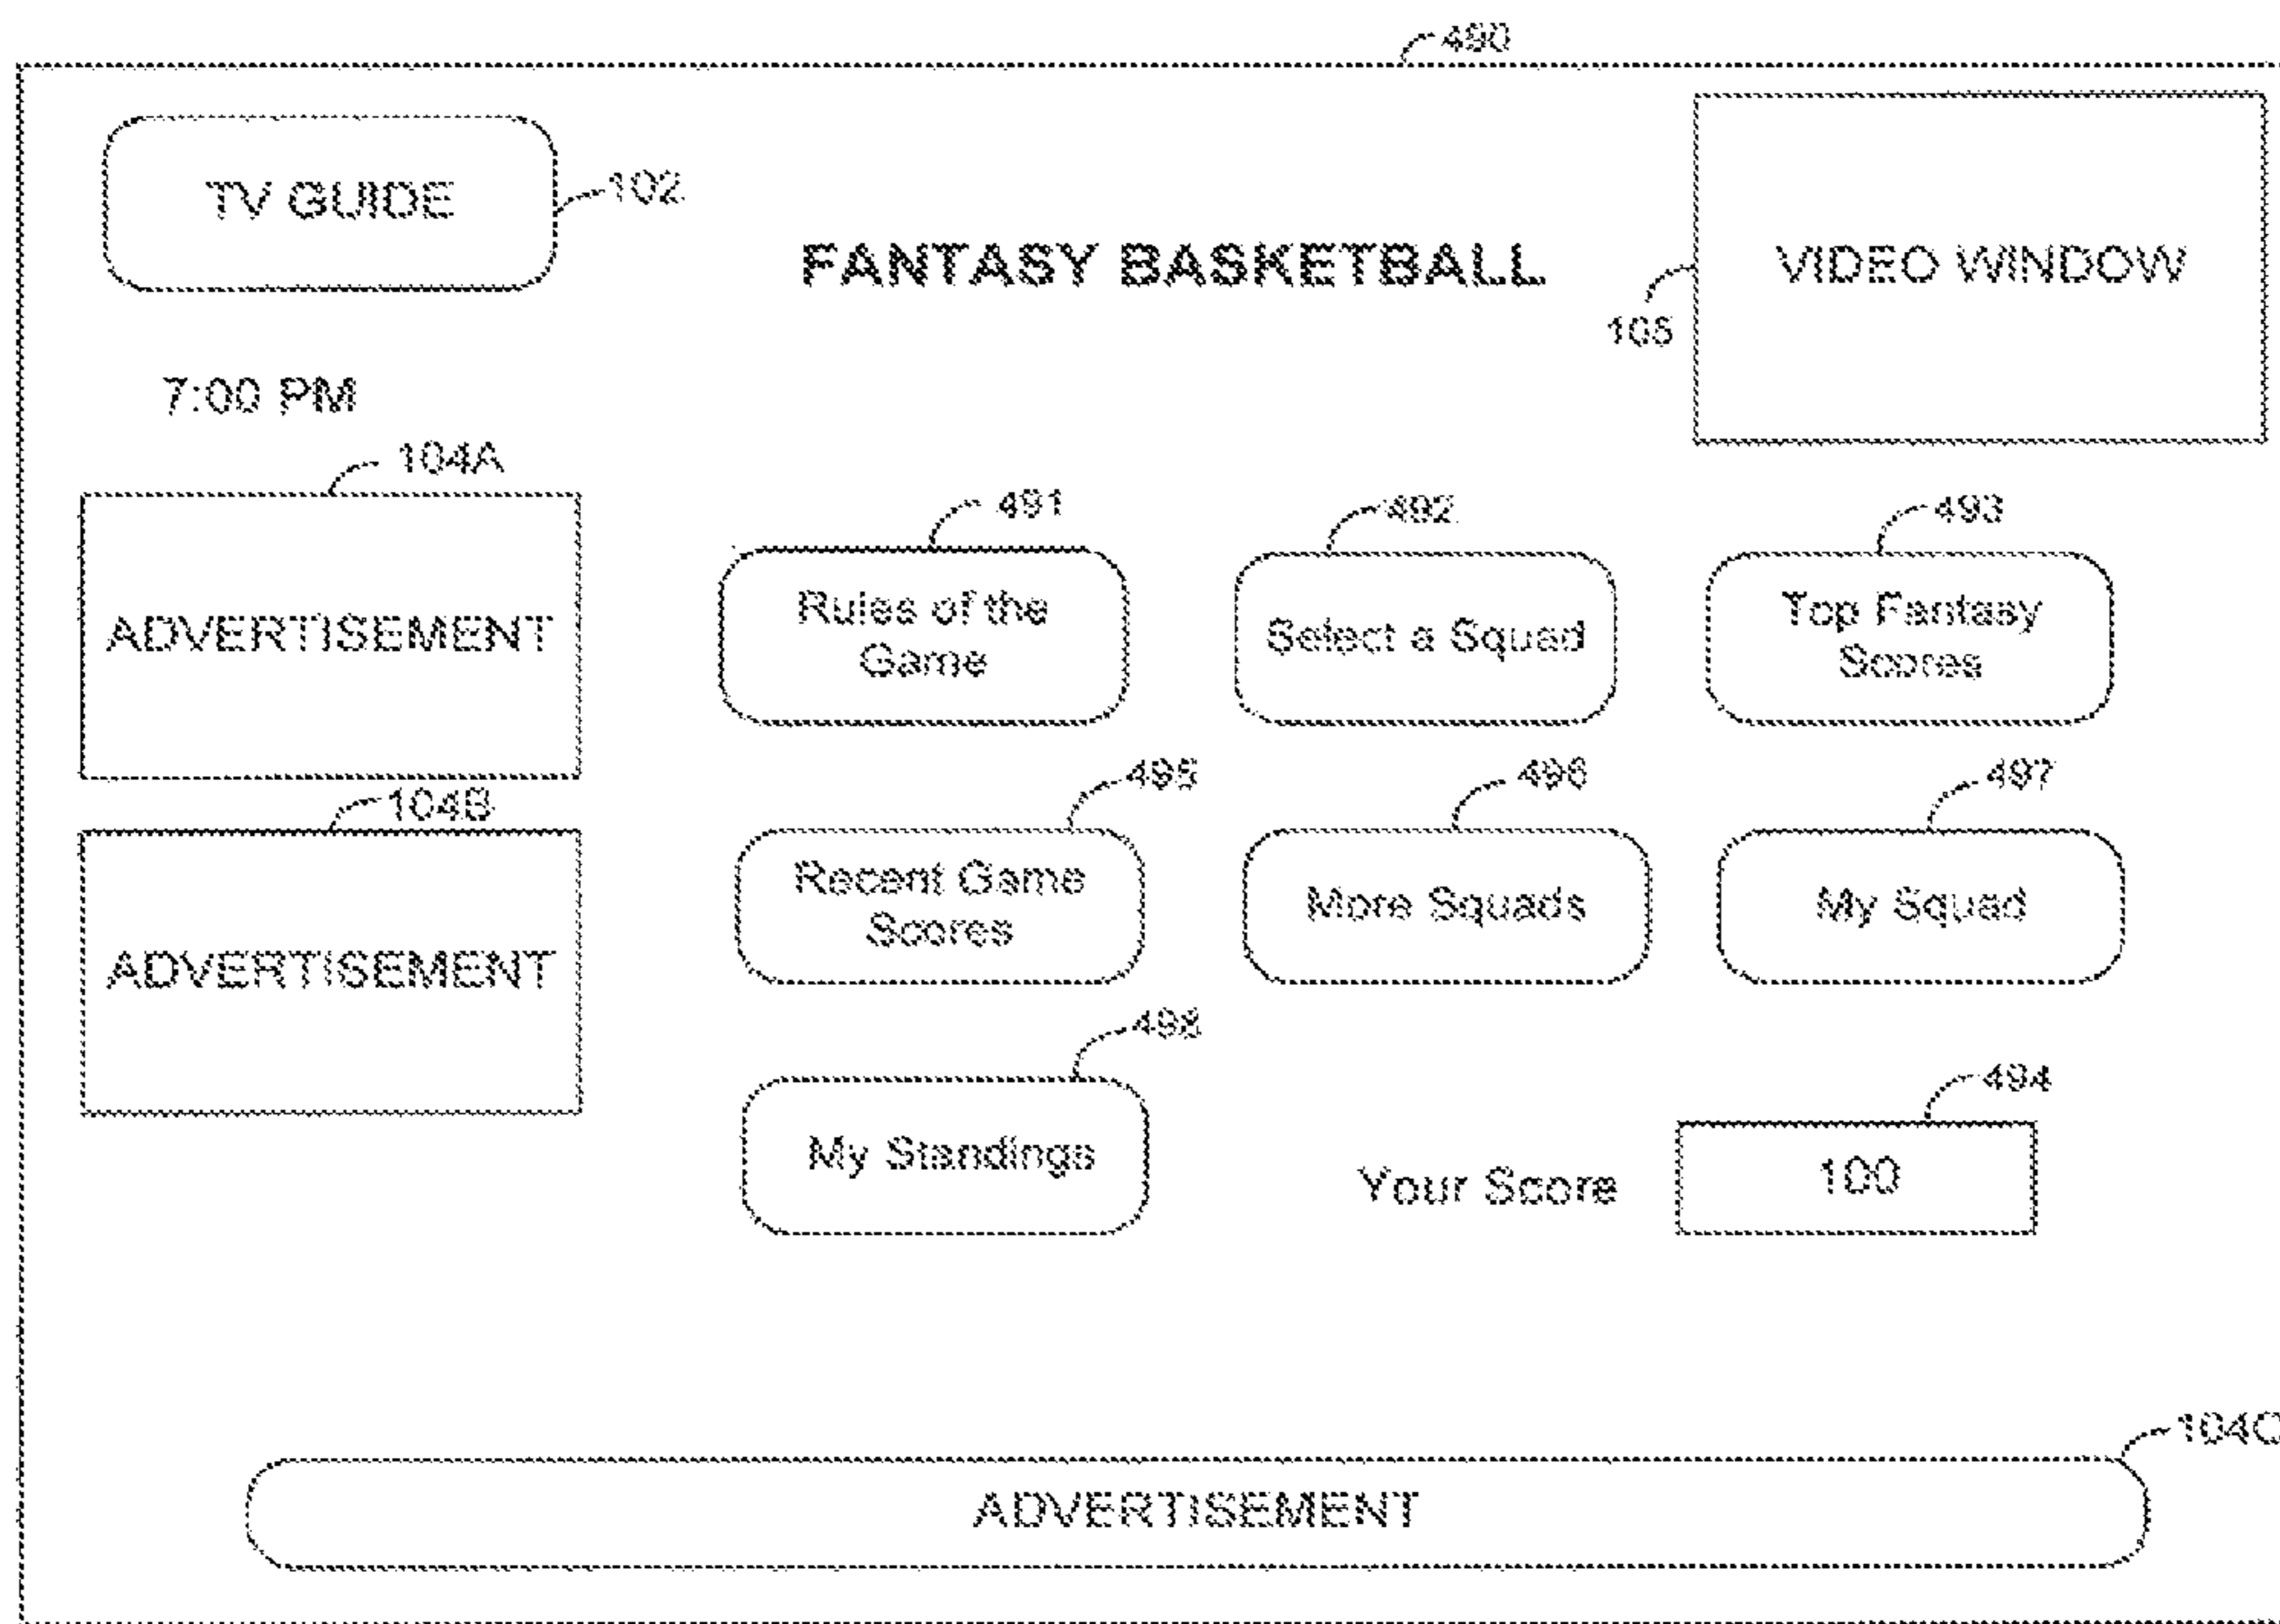 490
TV GUIDE
102
FANTASY BASKETBALL
VIDEO WINDOW
105
7:00 PM
104A
ADVERTISEMENT
491
Rules of the
Game
492
Select a Squad
493
Top Fantasy
Scores
104B
ADVERTISEMENT
495
Recent Game
Scores
496
More Squads
497
My Squad
498
My Standings
Your Score
494
100
104C
ADVERTISEMENT